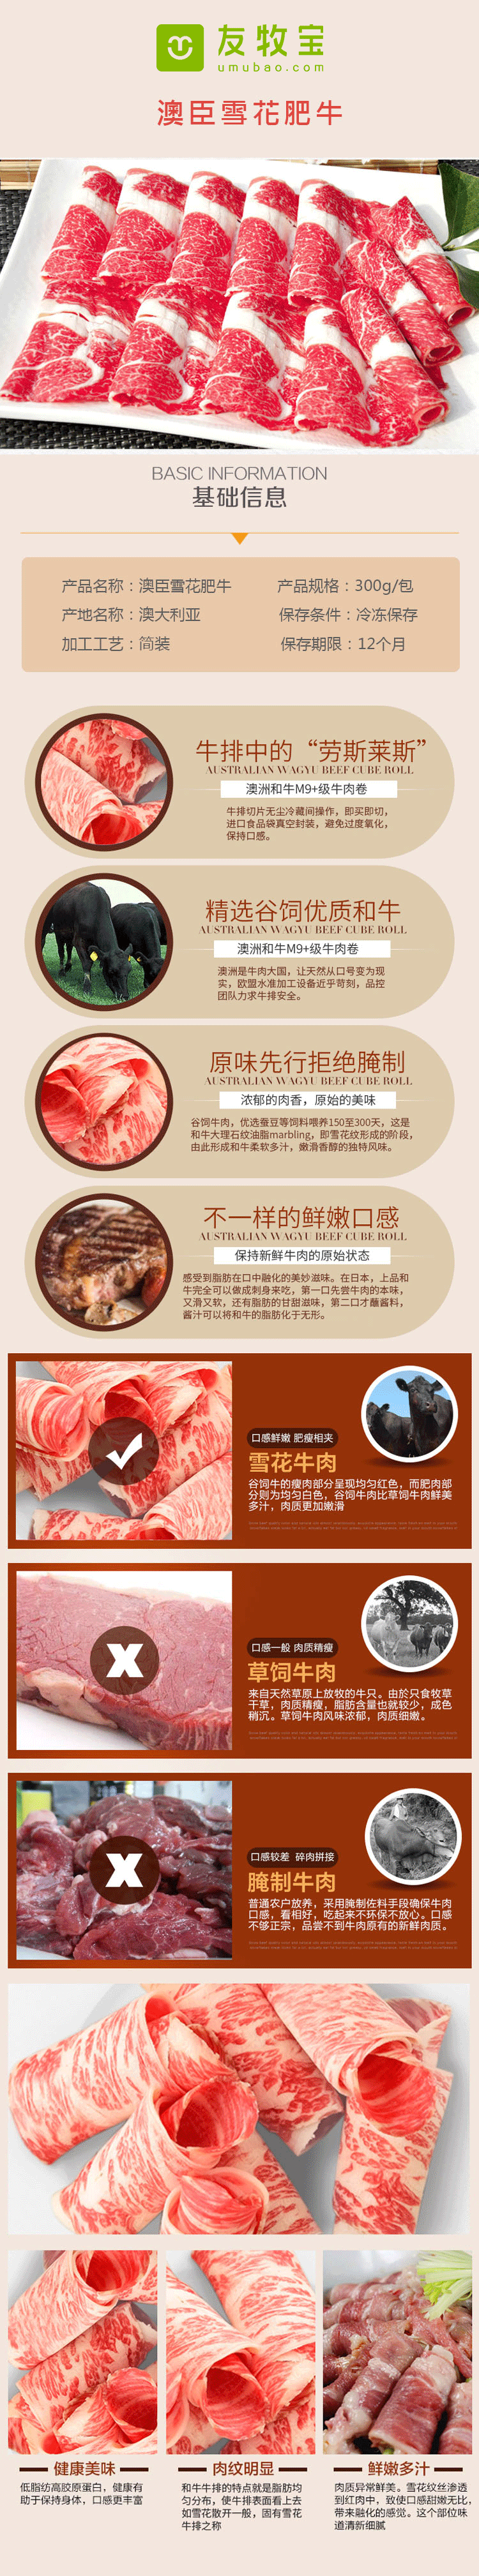 友牧宝
umubao.com
澳臣雪花肥牛
BASIC INFORMATION
基础信息
产品名称：澳臣雪花肥牛
产品规格：300g/包
产地名称：澳大利亚
保存条件：冷冻保存
加工工艺：简装
保存期限：12个月
牛排中的“劳斯莱斯”
AUSTRALIAN WAGYU BEEF CUBE ROLL
澳洲和牛M9+级牛肉卷
牛排切片无尘冷藏间操作，即买即切，
进口食品袋真空封装，避免过度氧化，
保持口感。
精选谷饲优质和牛
AUSTRALIAN WAGYU BEEF CUBE ROLL
澳洲和牛M9+级牛肉卷
澳洲是牛肉大国，让天然从口号变为现
实，欧盟水准加工设备近乎苛刻，品控
团队力求牛排安全。
原味先行拒绝腌制
AUSTRALIAN WAGYU BEEF CUBE ROLL
浓郁的肉香，原始的美味
谷饲牛肉，优选蚕豆等饲料喂养150至300天，这是
和牛大理石纹油脂marbling，即雪花纹形成的阶段，
由此形成和牛柔软多汁，嫩滑香醇的独特风味。
不一样的鲜嫩口感
AUSTRALIAN WAGYU BEEF CUBE ROLL
保持新鲜牛肉的原始状态
感受到脂肪在口中融化的美妙滋味。在日本，上品和
牛完全可以做成刺身来吃，第一口先尝牛肉的本味，
又滑又软，还有脂肪的甘甜滋味，第二口才蘸酱料，
酱汁可以将和牛的脂肪化于无形。
口感鲜嫩 肥瘦相夹
雪花牛肉
谷饲牛的瘦肉部分呈现均匀红色，而肥肉部
分则为均匀白色，谷饲牛肉比草饲牛肉鲜美
多汁，肉质更加嫩滑
口感一般 肉质精瘦
草饲牛肉
来自天然草原上放牧的牛只。由於只食牧草
干草，肉质精瘦，脂肪含量也就较少，成色
稍沉。草饲牛肉风味浓郁，肉质细嫩。
口感较差 碎肉拼接
腌制牛肉
普通农户放养，采用腌制佐料手段确保牛肉
口感，看相好，吃起来不环保不放心。口感
不够正宗，品尝不到牛肉原有的新鲜肉质。
健康美味
低脂纺高胶原蛋白，健康有
助于保持身体，口感更丰富
肉纹明显
和牛牛排的特点就是脂肪均
匀分布，使牛排表面看上去
如雪花散开一般，固有雪花
牛排之称
鲜嫩多汁
肉质异常鲜美。雪花纹丝渗透
到红肉中，致使口感甜嫩无比，
带来融化的感觉。这个部位味
道清新细腻